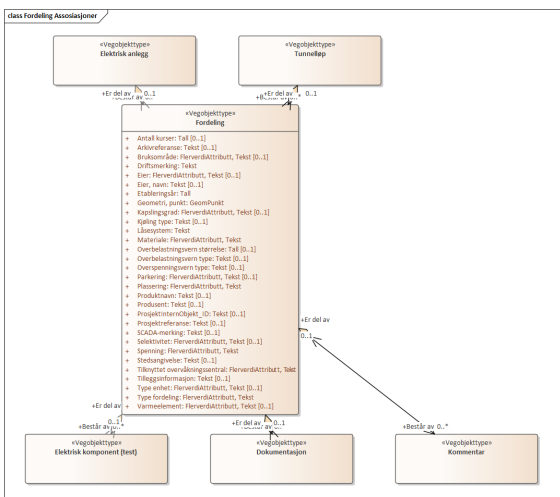 class Fordeling Assosiasjoner
«Vegobjekttype»
Elektrisk anlegg
«Vegobjekttype»
Tunnelløp
+Er del av 0..1
+Er del av 0..1
«Vegobjekttype»
Fordeling
+ Antall kurser: Tall [0..1]
+ Arkivreferanse: Tekst [0..1]
+ Bruksområde: FlerverdiAttributt, Tekst [0..1]
+ Driftsmerking: Tekst
+ Eier: FlerverdiAttributt, Tekst [0..1]
+ Eier, navn: Tekst [0..1]
+ Etableringsår: Tall
+ Geometri, punkt: GeomPunkt
+ Kapslingsgrad: FlerverdiAttributt, Tekst [0..1]
+ Kjøling type: Tekst [0..1]
+ Låsesystem: Tekst
+ Materiale: FlerverdiAttributt, Tekst
+ Overbelastningsvern størrelse: Tall [0..1]
+ Overbelastningsvern type: Tekst [0..1]
+ Overspenningsvern type: Tekst [0..1]
+ Parkering: FlerverdiAttributt, Tekst [0..1]
+ Plassering: FlerverdiAttributt, Tekst
+ Produktnavn: Tekst [0..1]
+ Produsent: Tekst [0..1]
+ ProsjektInternObjekt_ID: Tekst [0..1]
+ Prosjektreferanse: Tekst [0..1]
+ SCADA-merking: Tekst [0..1]
+ Selektivitet: FlerverdiAttributt, Tekst [0..1]
+ Spenning: FlerverdiAttributt, Tekst
+ Stedsangivelse: Tekst [0..1]
+ Tilknyttet overvåkningssentral: FlerverdiAttributt, Tekst
+ Tilleggsinformasjon: Tekst [0..1]
+ Type enhet: FlerverdiAttributt, Tekst [0..1]
+ Type fordeling: FlerverdiAttributt, Tekst
+ Varmeelement: FlerverdiAttributt, Tekst [0..1]
+Er del av
0..1
+Er del av
0..1
+Består av 0..*
+Er del av 0..1
+Består av 0..*
«Vegobjekttype»
Elektrisk komponent (test)
«Vegobjekttype»
Dokumentasjon
«Vegobjekttype»
Kommentar